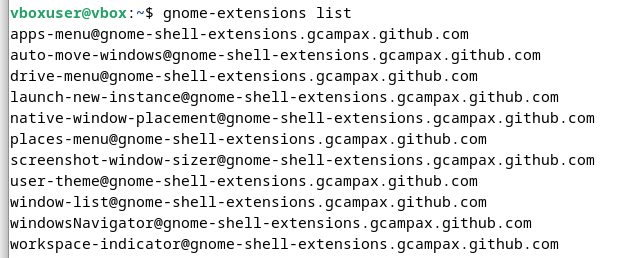 vboxuser@vbox:~$ gnome-extensions list
apps-menu@gnome-shell-extensions.gcampax.github.com
auto-move-windows@gnome-shell-extensions.gcampax.github.com
drive-menu@gnome-shell-extensions.gcampax.github.com
launch-new-instance@gnome-shell-extensions.gcampax.github.com
native-window-placement@gnome-shell-extensions.gcampax.github.com
places-menu@gnome-shell-extensions.gcampax.github.com
screenshot-window-sizer@gnome-shell-extensions.gcampax.github.com
user-theme@gnome-shell-extensions.gcampax.github.com
window-list@gnome-shell-extensions.gcampax.github.com
windowsNavigator@gnome-shell-extensions.gcampax.github.com
workspace-indicator@gnome-shell-extensions.gcampax.github.com